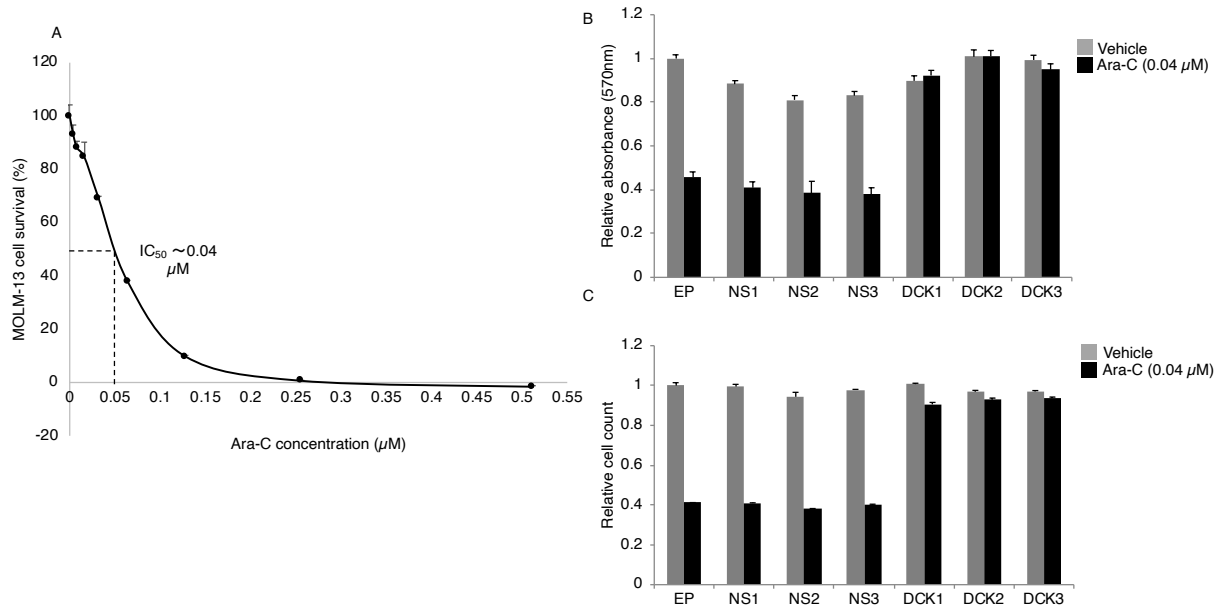 A
MOLM-13 cell survival (%)
120
100
80
60
40
20
0
-20
IC50 ~0.04
µM
0 0.05 0.1 0.15 0.2 0.25 0.3 0.35 0.4 0.45 0.5 0.55
Ara-C concentration (µM)
B
Relative absorbance (570nm)
1.2
1
0.8
0.6
0.4
0.2
0
EP NS1 NS2 NS3 DCK1 DCK2 DCK3
Vehicle
Ara-C (0.04 µM)
C
Relative cell count
1.2
1
0.8
0.6
0.4
0.2
0
EP NS1 NS2 NS3 DCK1 DCK2 DCK3
Vehicle
Ara-C (0.04 µM)